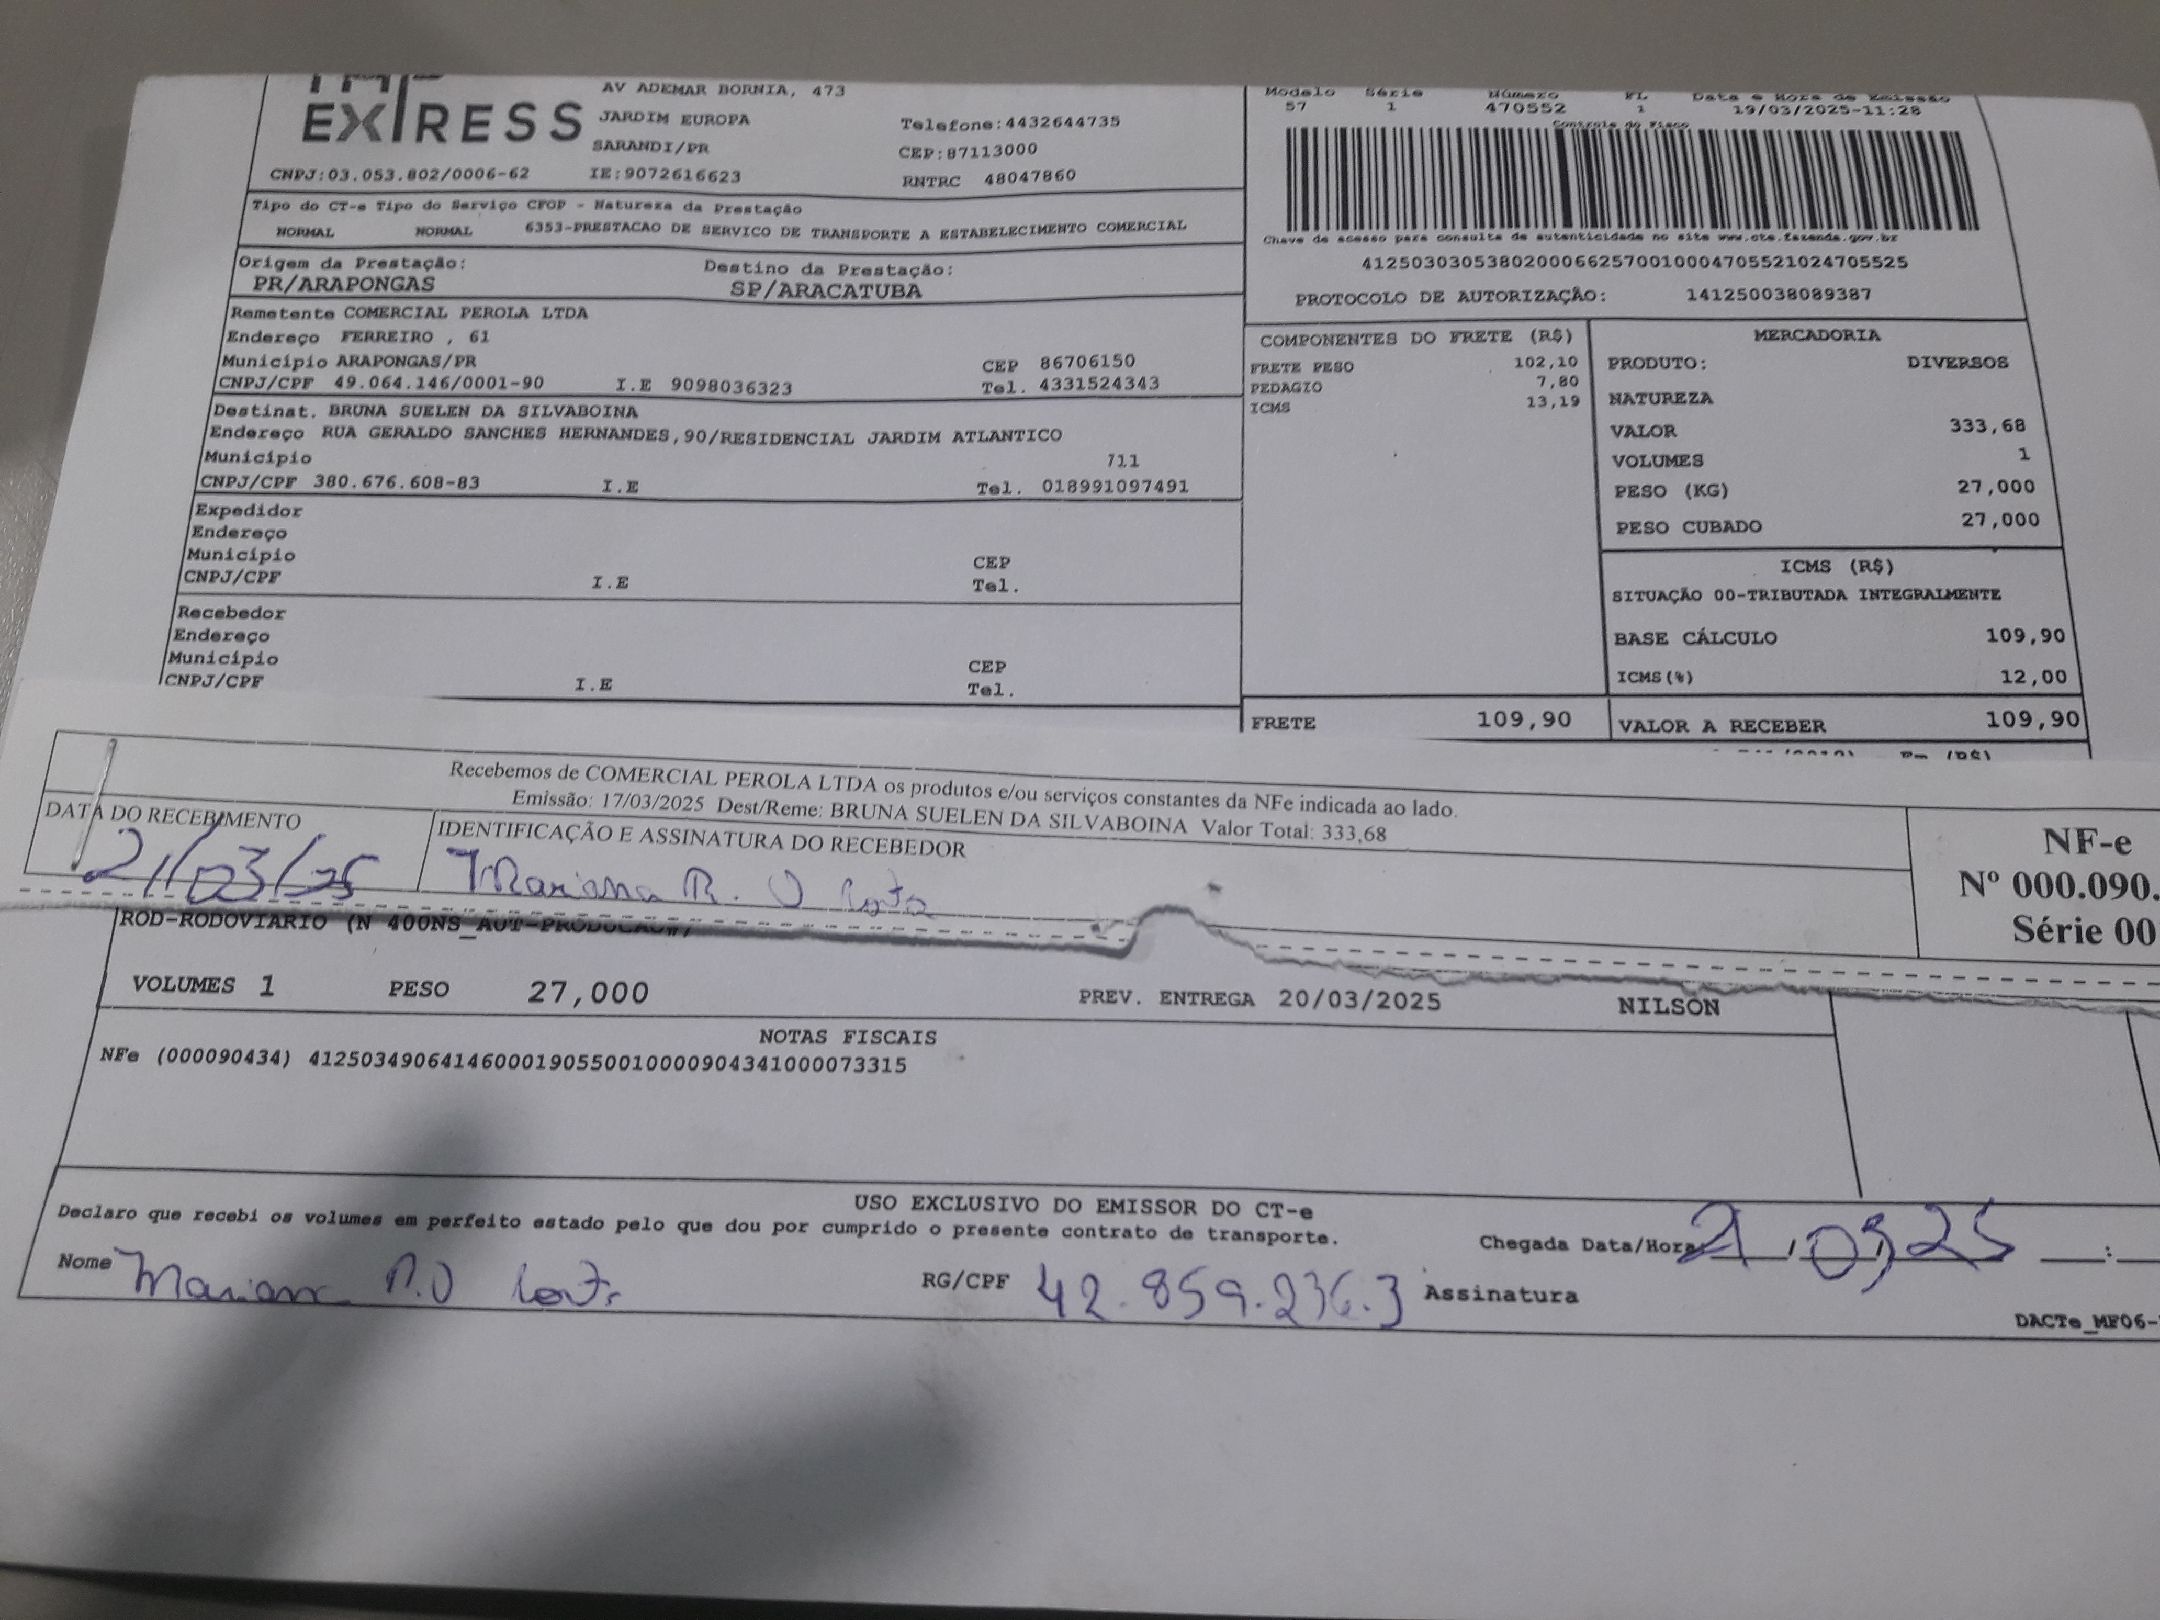 EXPRESS
AV ADEMAR BORNIA, 473
JARDIM EUROPA
SARANDI/PR
Telefone:4432644735
CEP:87113000
CNPJ:03.053.802/0006-62 IE:9072616623 RNTRC 48047860
Modelo Série Número FL Data e Hora de Emissão
57 1 470552 1 19/03/2025-11:28
Controle do Fisco
Chave de acesso para consulta de autenticidade no site www.cte.fazenda.gov.br
41250303053802000662570010004705521024705525
PROTOCOLO DE AUTORIZAÇÃO: 141250038089387
Tipo do CT-e Tipo do Serviço CFOP - Natureza da Prestação
NORMAL NORMAL 6353-PRESTACAO DE SERVICO DE TRANSPORTE A ESTABELECIMENTO COMERCIAL
Origem da Prestação: Destino da Prestação:
PR/ARAPONGAS SP/ARACATUBA
Remetente COMERCIAL PEROLA LTDA
Endereço FERREIRO , 61
Município ARAPONGAS/PR CEP 86706150
CNPJ/CPF 49.064.146/0001-90 I.E 9098036323 Tel. 4331524343
Destinat. BRUNA SUELEN DA SILVABOINA
Endereço RUA GERALDO SANCHES HERNANDES,90/RESIDENCIAL JARDIM ATLANTICO
Município 711
CNPJ/CPF 380.676.608-83 I.E Tel. 018991097491
Expedidor
Endereço
Município CEP
CNPJ/CPF I.E Tel.
Recebedor
Endereço
Município CEP
CNPJ/CPF I.E Tel.
COMPONENTES DO FRETE (R$)
FRETE PESO 102,10
PEDAGIO 7,80
ICMS 13,19
MERCADORIA
PRODUTO: DIVERSOS
NATUREZA
VALOR 333,68
VOLUMES 1
PESO (KG) 27,000
PESO CUBADO 27,000
ICMS (R$)
SITUAÇÃO 00-TRIBUTADA INTEGRALMENTE
BASE CÁLCULO 109,90
ICMS(%) 12,00
FRETE 109,90 VALOR A RECEBER 109,90
Recebemos de COMERCIAL PEROLA LTDA os produtos e/ou serviços constantes da NFe indicada ao lado.
Emissão: 17/03/2025 Dest/Reme: BRUNA SUELEN DA SILVABOINA Valor Total: 333,68
DATA DO RECEBIMENTO IDENTIFICAÇÃO E ASSINATURA DO RECEBEDOR
21/03/25 Mariana R. O
NF-e
Nº 000.090.
Série 00
ROD-RODOVIARIO (N 400NS_AUT-PRODUCAO#)
VOLUMES 1 PESO 27,000 PREV. ENTREGA 20/03/2025 NILSON
NOTAS FISCAIS
NFe (000090434) 41250349064146000190550010000904341000073315
USO EXCLUSIVO DO EMISSOR DO CT-e
Declaro que recebi os volumes em perfeito estado pelo que dou por cumprido o presente contrato de transporte.
Chegada Data/Hora 21/03/25 :
Nome Mariana R.O RG/CPF 42.859.236.3 Assinatura
DACTe_MF06-